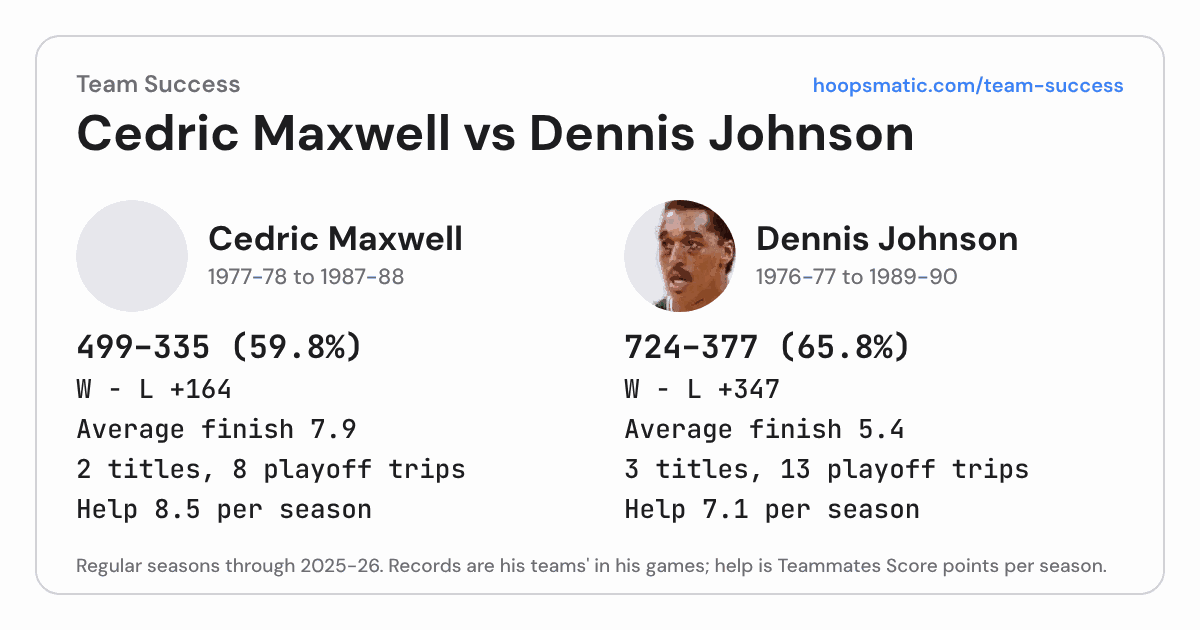 Team Success
hoopsmatic.com/team-success
Cedric Maxwell vs Dennis Johnson
Cedric Maxwell
1977–78 to 1987–88
499–335 (59.8%)
W - L +164
Average finish 7.9
2 titles, 8 playoff trips
Help 8.5 per season
Dennis Johnson
1976–77 to 1989–90
724–377 (65.8%)
W - L +347
Average finish 5.4
3 titles, 13 playoff trips
Help 7.1 per season
Regular seasons through 2025-26. Records are his teams' in his games; help is Teammates Score points per season.